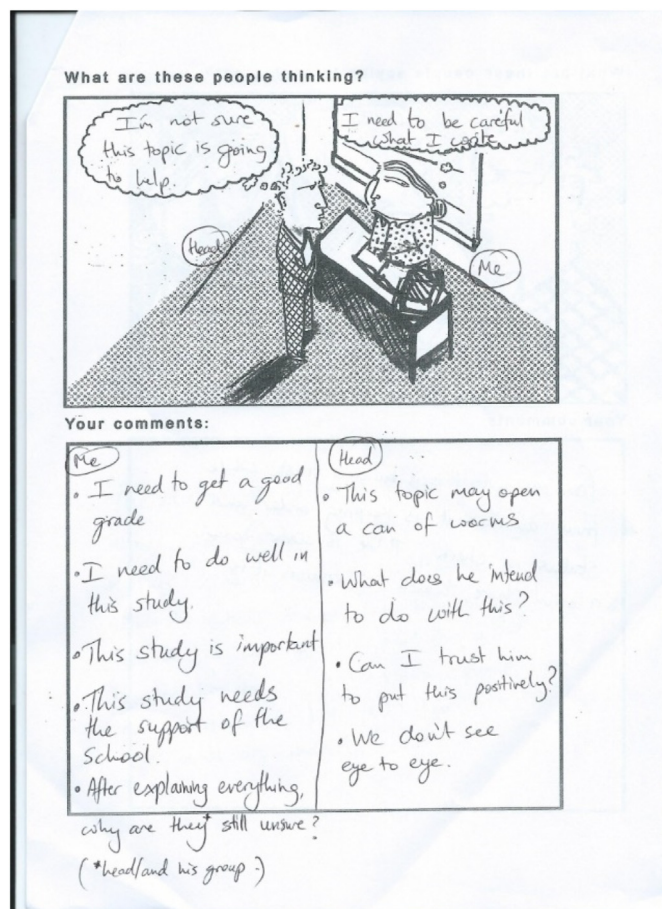 What are these people thinking?
I'm not sure
this topic is going
to help.
I need to be careful
what I write
Head
Me
Your comments:
Me
• I need to get a good
grade
• I need to do well in
this study.
• This study is important
• This study needs
the support of the
School.
• After explaining everything,
why are they* still unsure?
(*head/and his group.)
Head
• This topic may open
a can of worms
• What does he intend
to do with this?
• Can I trust him
to put this positively?
• We don't see
eye to eye.